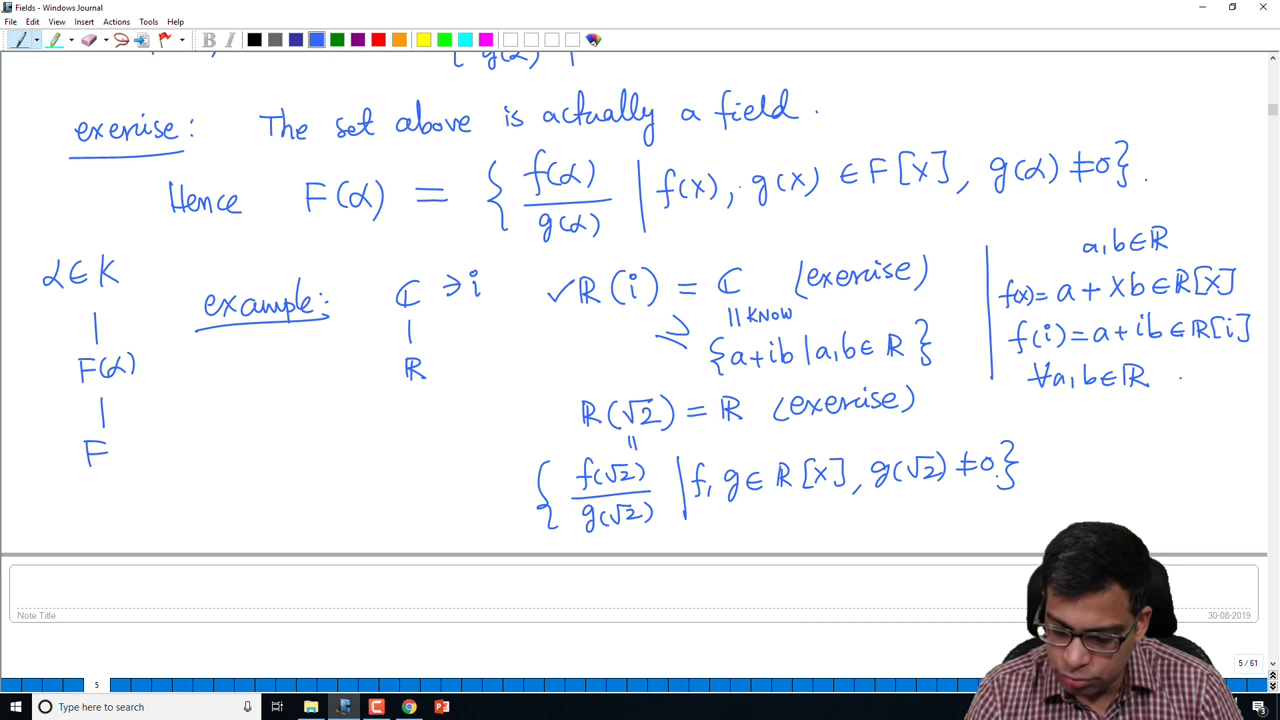 Fields - Windows Journal
File Edit View Insert Actions Tools Help
exercise: The set above is actually a field.
Hence F(α) = { f(α)/g(α) | f(X), g(X) ∈ F[X], g(α) ≠ 0 }.
α ∈ K
|
F(α)
|
F
example:
ℂ ∋ i
|
ℝ
✓ℝ(i) = ℂ (exercise)
|| KNOW
{a+ib | a,b ∈ ℝ}
ℝ(√2) = ℝ (exercise)
||
{ f(√2)/g(√2) | f, g ∈ ℝ[X], g(√2) ≠ 0. }
a,b ∈ ℝ
f(x) = a + Xb ∈ ℝ[X]
f(i) = a + ib ∈ ℝ[i]
∀a,b ∈ ℝ.
Note Title
30-08-2019
5 / 61
5
Type here to search